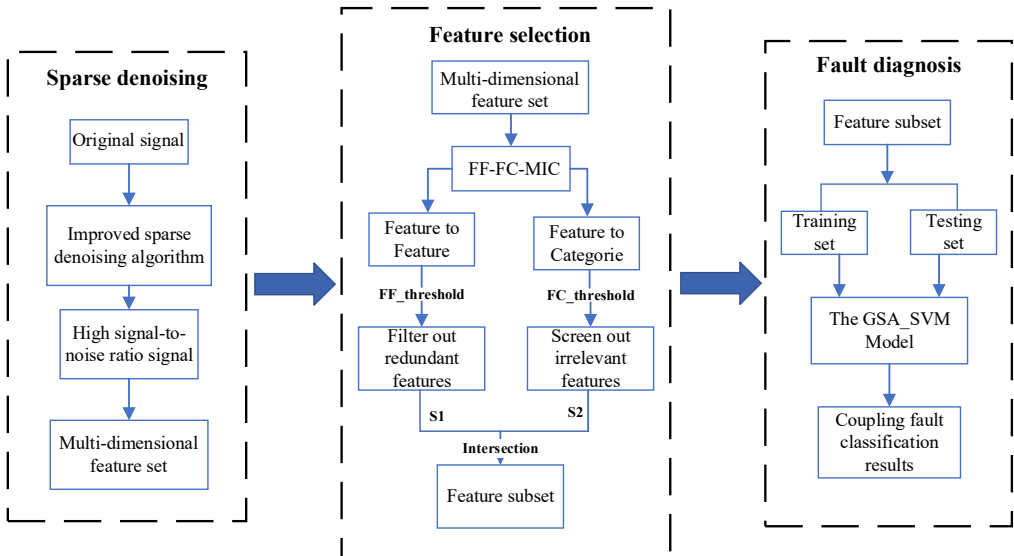 Sparse denoising
Original signal
Improved sparse
denoising algorithm
High signal-to-
noise ratio signal
Multi-dimensional
feature set
Feature selection
Multi-dimensional
feature set
FF-FC-MIC
Feature to
Feature
Feature to
Categorie
FF_threshold
FC_threshold
Filter out
redundant
features
Screen out
irrelevant
features
S1
S2
Intersection
Feature subset
Fault diagnosis
Feature subset
Training
set
Testing
set
The GSA_SVM
Model
Coupling fault
classification
results